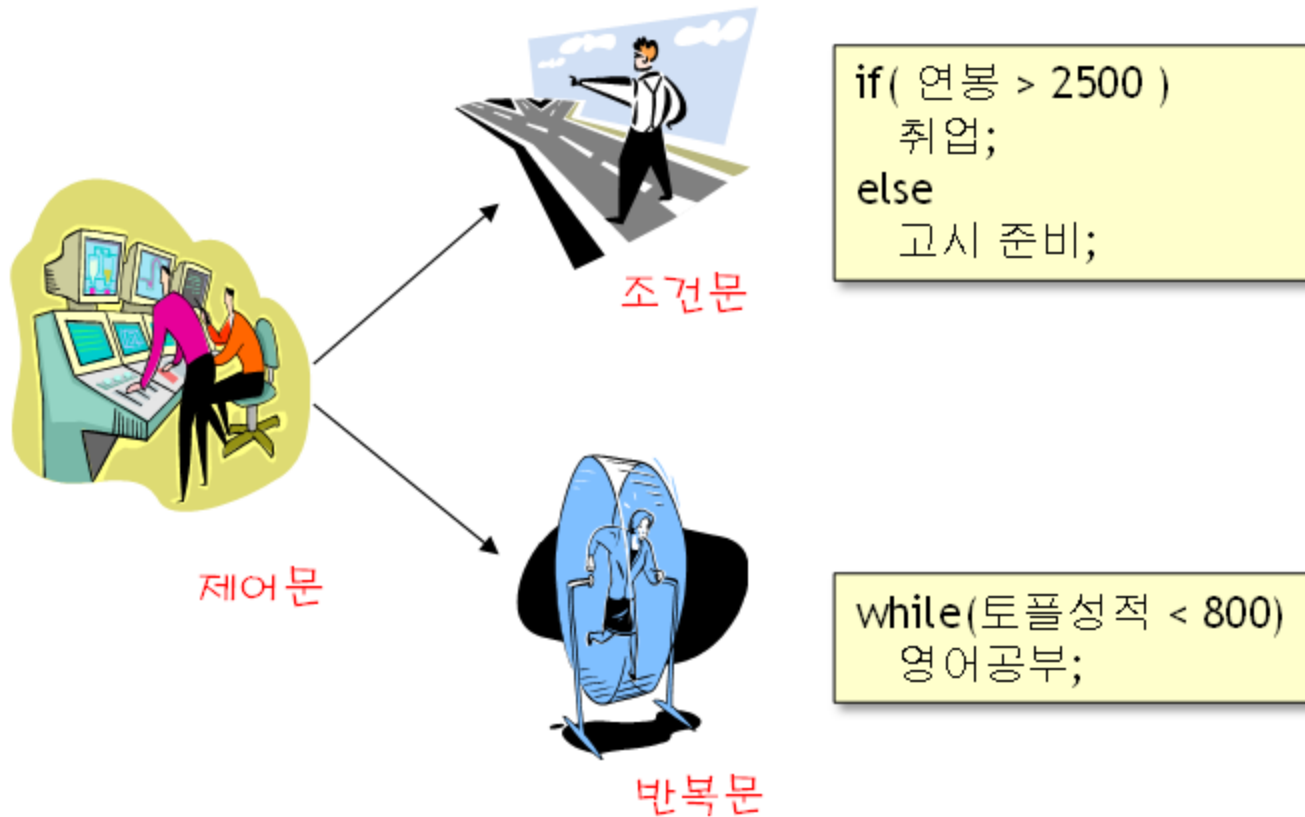 if( 연봉 > 2500 )
취업;
else
고시 준비;
조건문
제어문
while(토플성적 < 800)
영어공부;
반복문